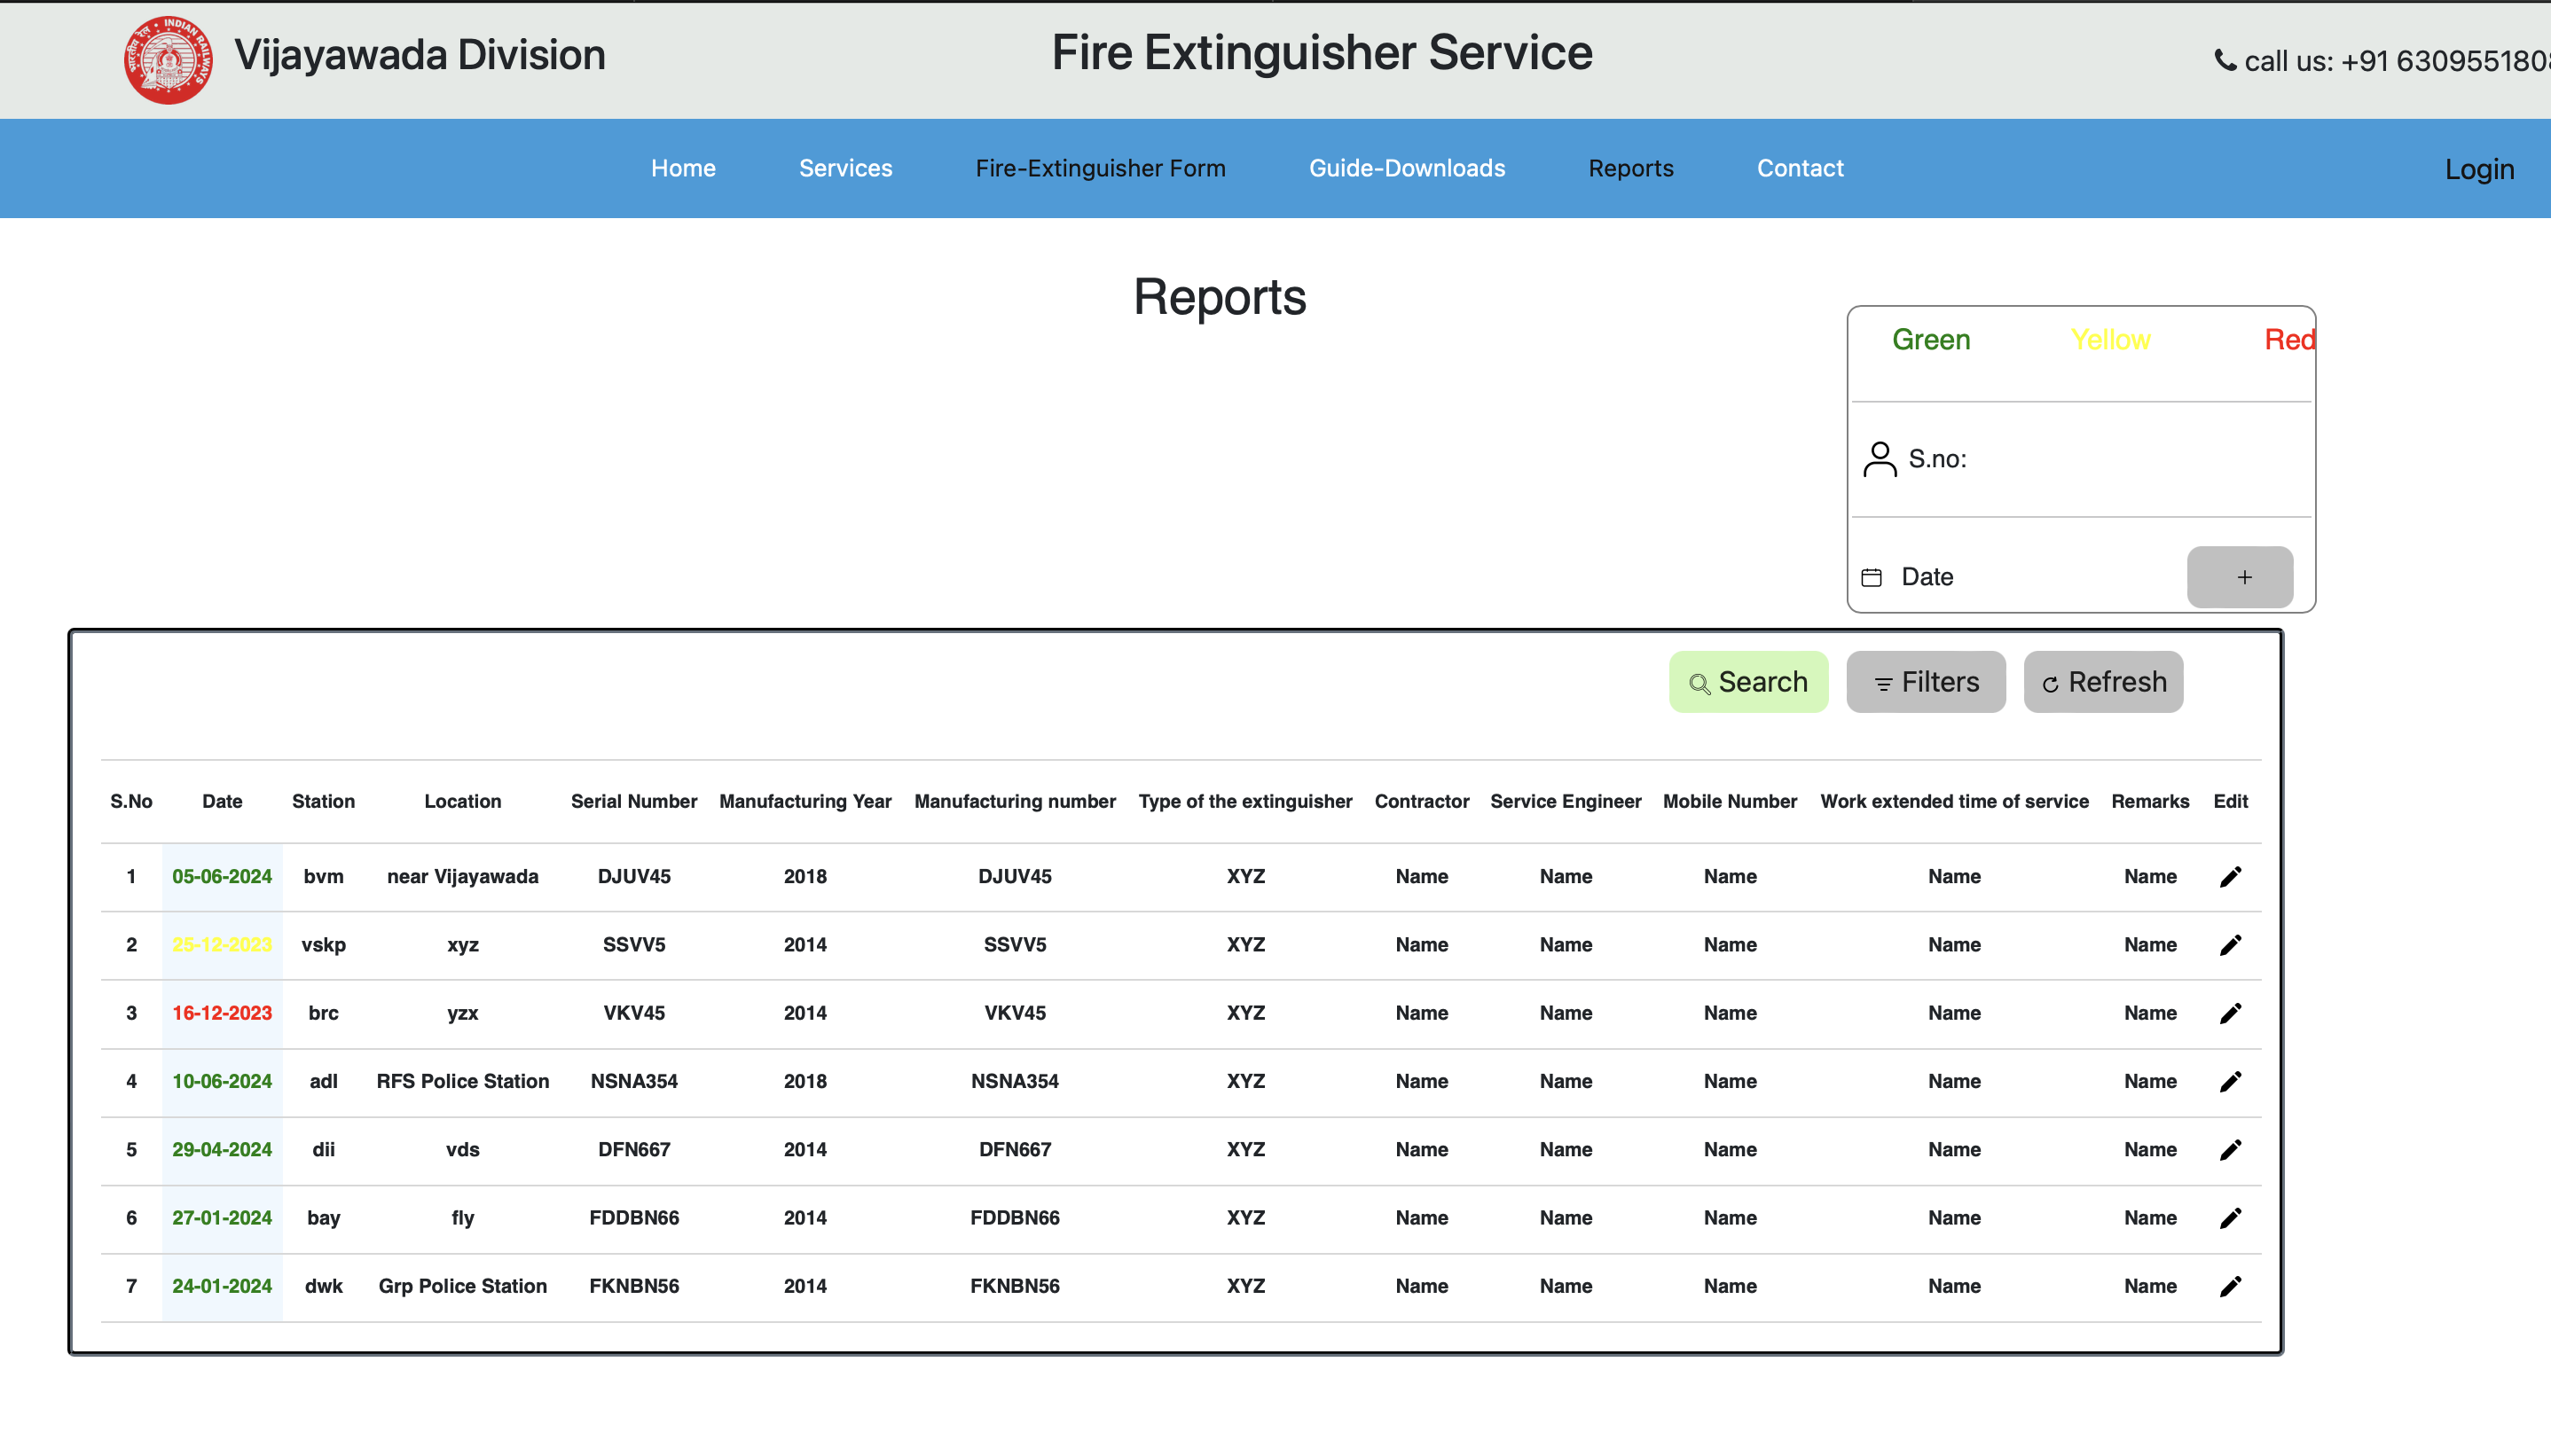 भारतीय रेल INDIAN RAILWAYS
Vijayawada Division
Fire Extinguisher Service
call us: +91 630955180
Home Services Fire-Extinguisher Form Guide-Downloads Reports Contact Login
Reports
Green Yellow Red
S.no:
Date +
Search Filters Refresh
S.No Date Station Location Serial Number Manufacturing Year Manufacturing number Type of the extinguisher Contractor Service Engineer Mobile Number Work extended time of service Remarks Edit
1 05-06-2024 bvm near Vijayawada DJUV45 2018 DJUV45 XYZ Name Name Name Name Name
2 25-12-2023 vskp xyz SSVV5 2014 SSVV5 XYZ Name Name Name Name Name
3 16-12-2023 brc yzx VKV45 2014 VKV45 XYZ Name Name Name Name Name
4 10-06-2024 adl RFS Police Station NSNA354 2018 NSNA354 XYZ Name Name Name Name Name
5 29-04-2024 dii vds DFN667 2014 DFN667 XYZ Name Name Name Name Name
6 27-01-2024 bay fly FDDBN66 2014 FDDBN66 XYZ Name Name Name Name Name
7 24-01-2024 dwk Grp Police Station FKNBN56 2014 FKNBN56 XYZ Name Name Name Name Name